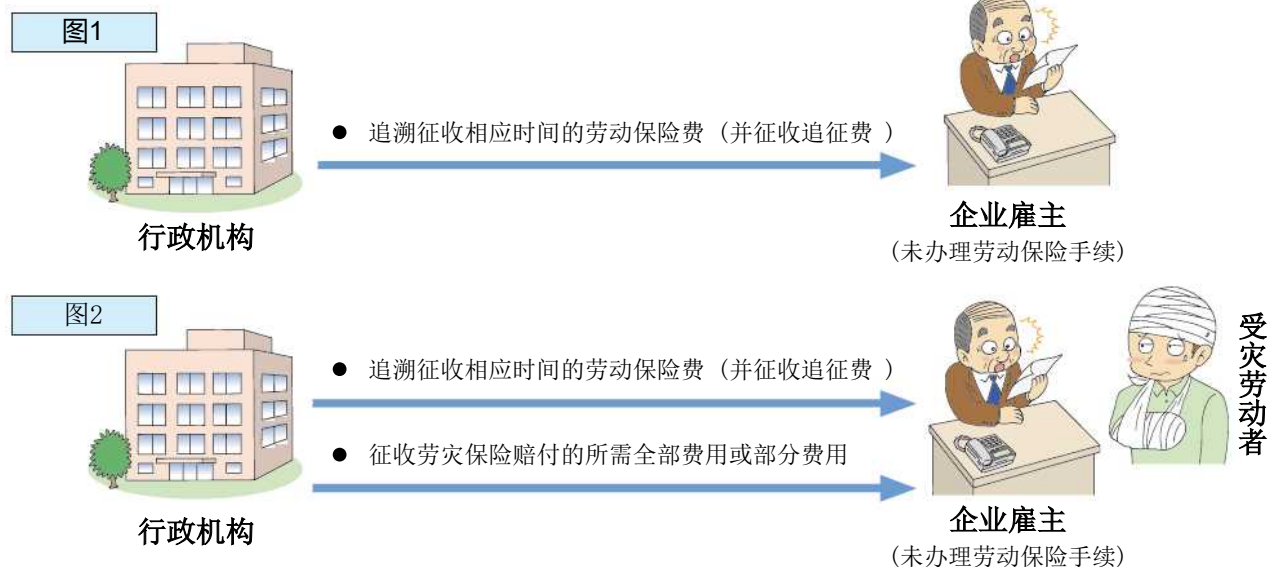 图1
● 追溯征收相应时间的劳动保险费 (并征收追征费 )
行政机构
企业雇主
(未办理劳动保险手续)
图2
● 追溯征收相应时间的劳动保险费 (并征收追征费 )
● 征收劳灾保险赔付的所需全部费用或部分费用
受灾劳动者
行政机构
企业雇主
(未办理劳动保险手续)